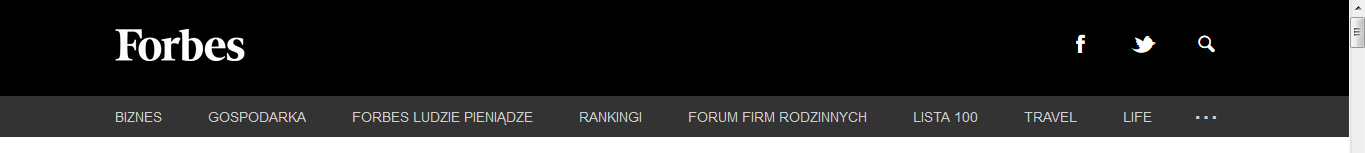 Forbes
BIZNES GOSPODARKA FORBES LUDZIE PIENIĄDZE RANKINGI FORUM FIRM RODZINNYCH LISTA 100 TRAVEL LIFE ...